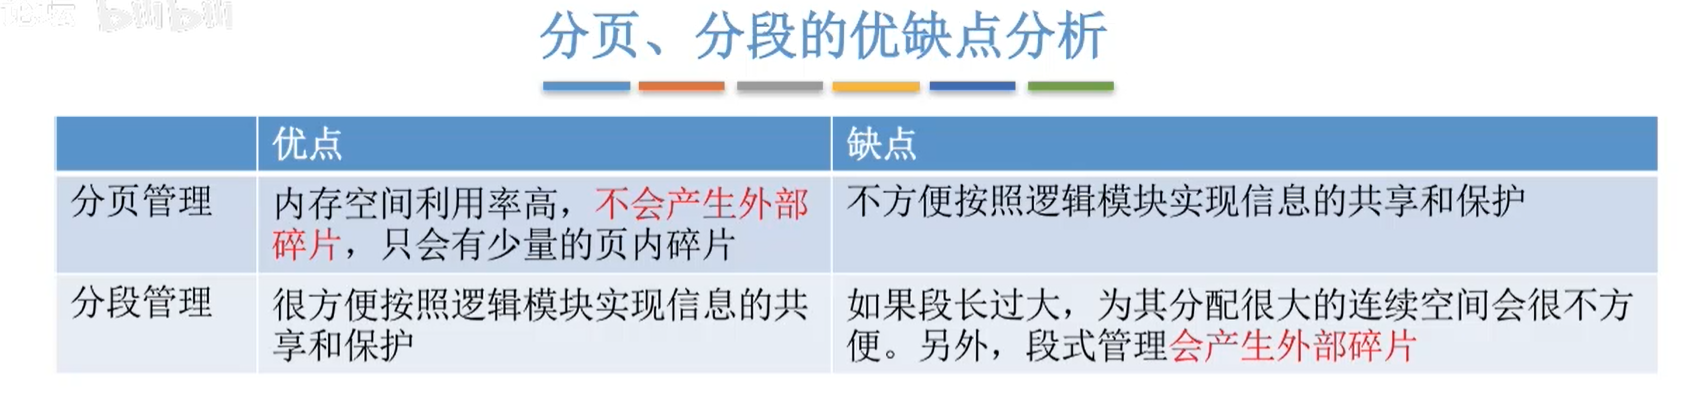 bilibili
分页、分段的优缺点分析
优点
缺点
分页管理
内存空间利用率高，不会产生外部
碎片，只会有少量的页内碎片
不方便按照逻辑模块实现信息的共享和保护
分段管理
很方便按照逻辑模块实现信息的共
享和保护
如果段长过大，为其分配很大的连续空间会很不方
便。另外，段式管理会产生外部碎片